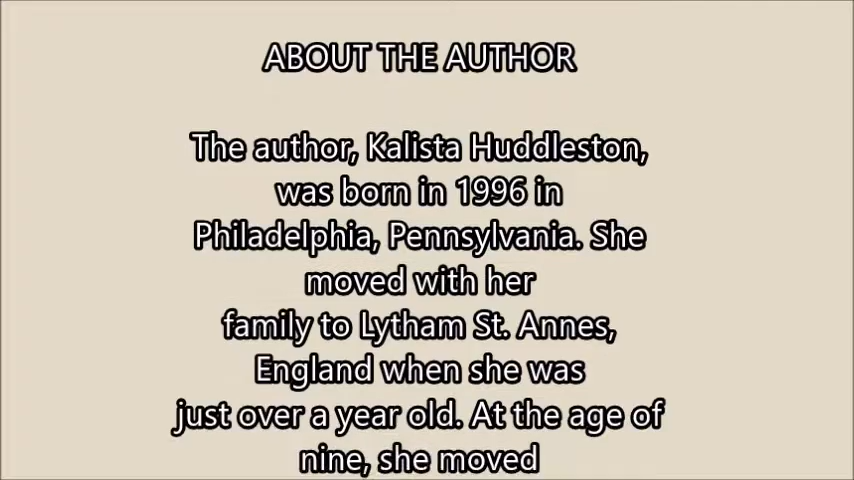 ABOUT THE AUTHOR
The author, Kalista Huddleston,
was born in 1996 in
Philadelphia, Pennsylvania. She
moved with her
family to Lytham St. Annes,
England when she was
just over a year old. At the age of
nine, she moved